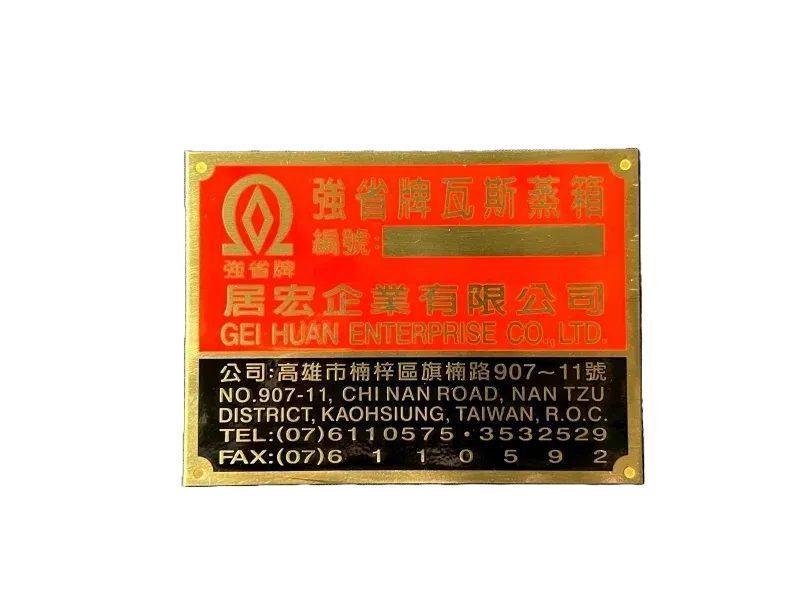 強省牌瓦斯蒸箱
編號:
強省牌
居宏企業有限公司
GEI HUAN ENTERPRISE CO.,LTD.
公司:高雄市楠梓區旗楠路907～11號
NO.907-11, CHI NAN ROAD, NAN TZU
DISTRICT, KAOHSIUNG, TAIWAN, R.O.C.
TEL:(07)6110575·3532529
FAX:(07)6110592